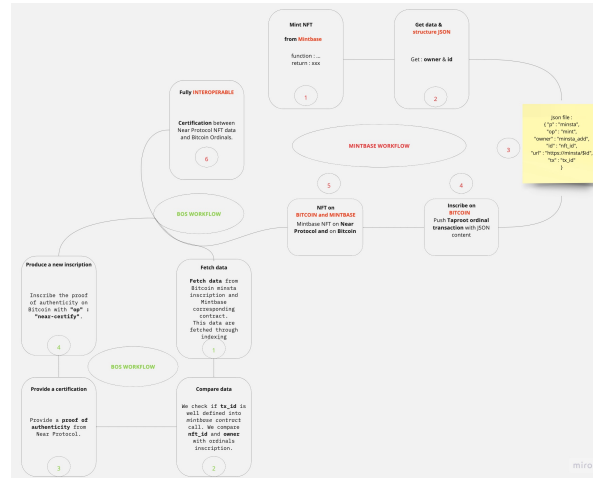 Mint NFT
from Mintbase
function : ...
return : xxx
1
Get data &
structure JSON
Get : owner & id
2
Json file :
{ "p" : "minsta",
"op" : "mint",
"owner" : "minsta_add",
"id" : "nft_id",
"url" : "https://minsta/$id",
"ts" : "tx_id"
}
3
MINTBASE WORKFLOW
4
Inscribe on
BITCOIN
Push Taproot ordinal
transaction with JSON
content
5
NFT on
BITCOIN and MINTBASE
Mintbase NFT on Near
Protocol and on Bitcoin
Fully INTEROPERABLE
Certification between
Near Protocol NFT data
and Bitcoin Ordinals.
6
BOS WORKFLOW
Fetch data
Fetch data from
Bitcoin minsta
inscription and
Mintbase
corresponding
contract.
This data are
fetched through
indexing
1
Compare data
We check if tx_id is
well defined into
mintbase contract
call. We compare
nft_id and owner
with ordinals
inscription.
2
Provide a certification
Provide a proof of
authenticity from
Near Protocol.
3
Produce a new inscription
Inscribe the proof
of authenticity on
Bitcoin with "op" :
"near-certify".
4
BOS WORKFLOW
miro